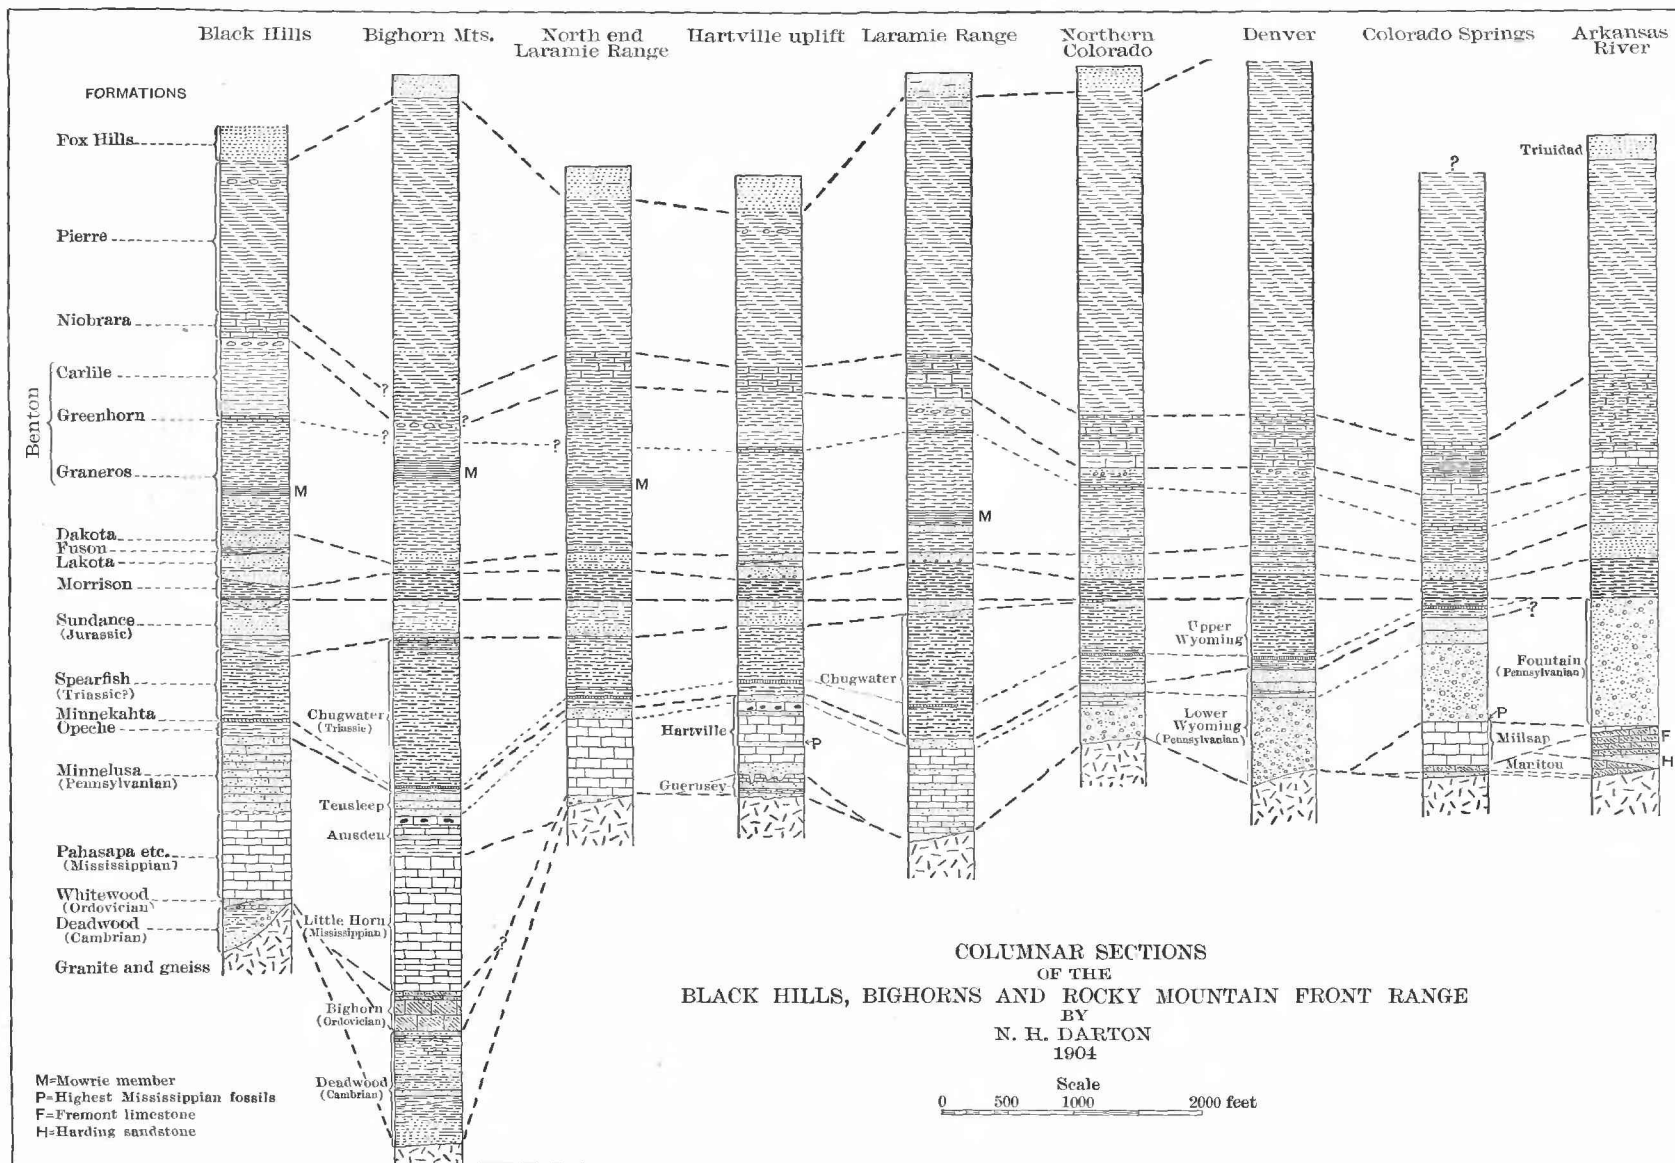 Black Hills
Bighorn Mts.
North end
Laramie Range
Hartville uplift
Laramie Range
Northern
Colorado
Denver
Colorado Springs
Arkansas
River
FORMATIONS
Fox Hills
Pierre
Niobrara
Benton
Carlile
Greenhorn
Graneros
Dakota
Fuson
Lakota
Morrison
Sundance
(Jurassic)
Spearfish
(Triassic?)
Minnekahta
Opeche
Minnelusa
(Pennsylvanian)
Pahasapa etc.
(Mississippian)
Whitewood
(Ordovician)
Deadwood
(Cambrian)
Granite and gneiss
M
?
?
?
Chugwater
(Triassic)
Tensleep
Amsden
Little Horn
(Mississippian)
Bighorn
(Ordovician)
Deadwood
(Cambrian)
M
?
?
M
Hartville
Guernsey
P
Chugwater
M
Upper
Wyoming
Lower
Wyoming
(Pennsylvanian)
?
?
P
Millsap
Manitou
Trinidad
Fountain
(Pennsylvanian)
F
H
COLUMNAR SECTIONS
OF THE
BLACK HILLS, BIGHORNS AND ROCKY MOUNTAIN FRONT RANGE
BY
N. H. DARTON
1904
Scale
0 500 1000 2000 feet
M=Mowrie member
P=Highest Mississippian fossils
F=Fremont limestone
H=Harding sandstone